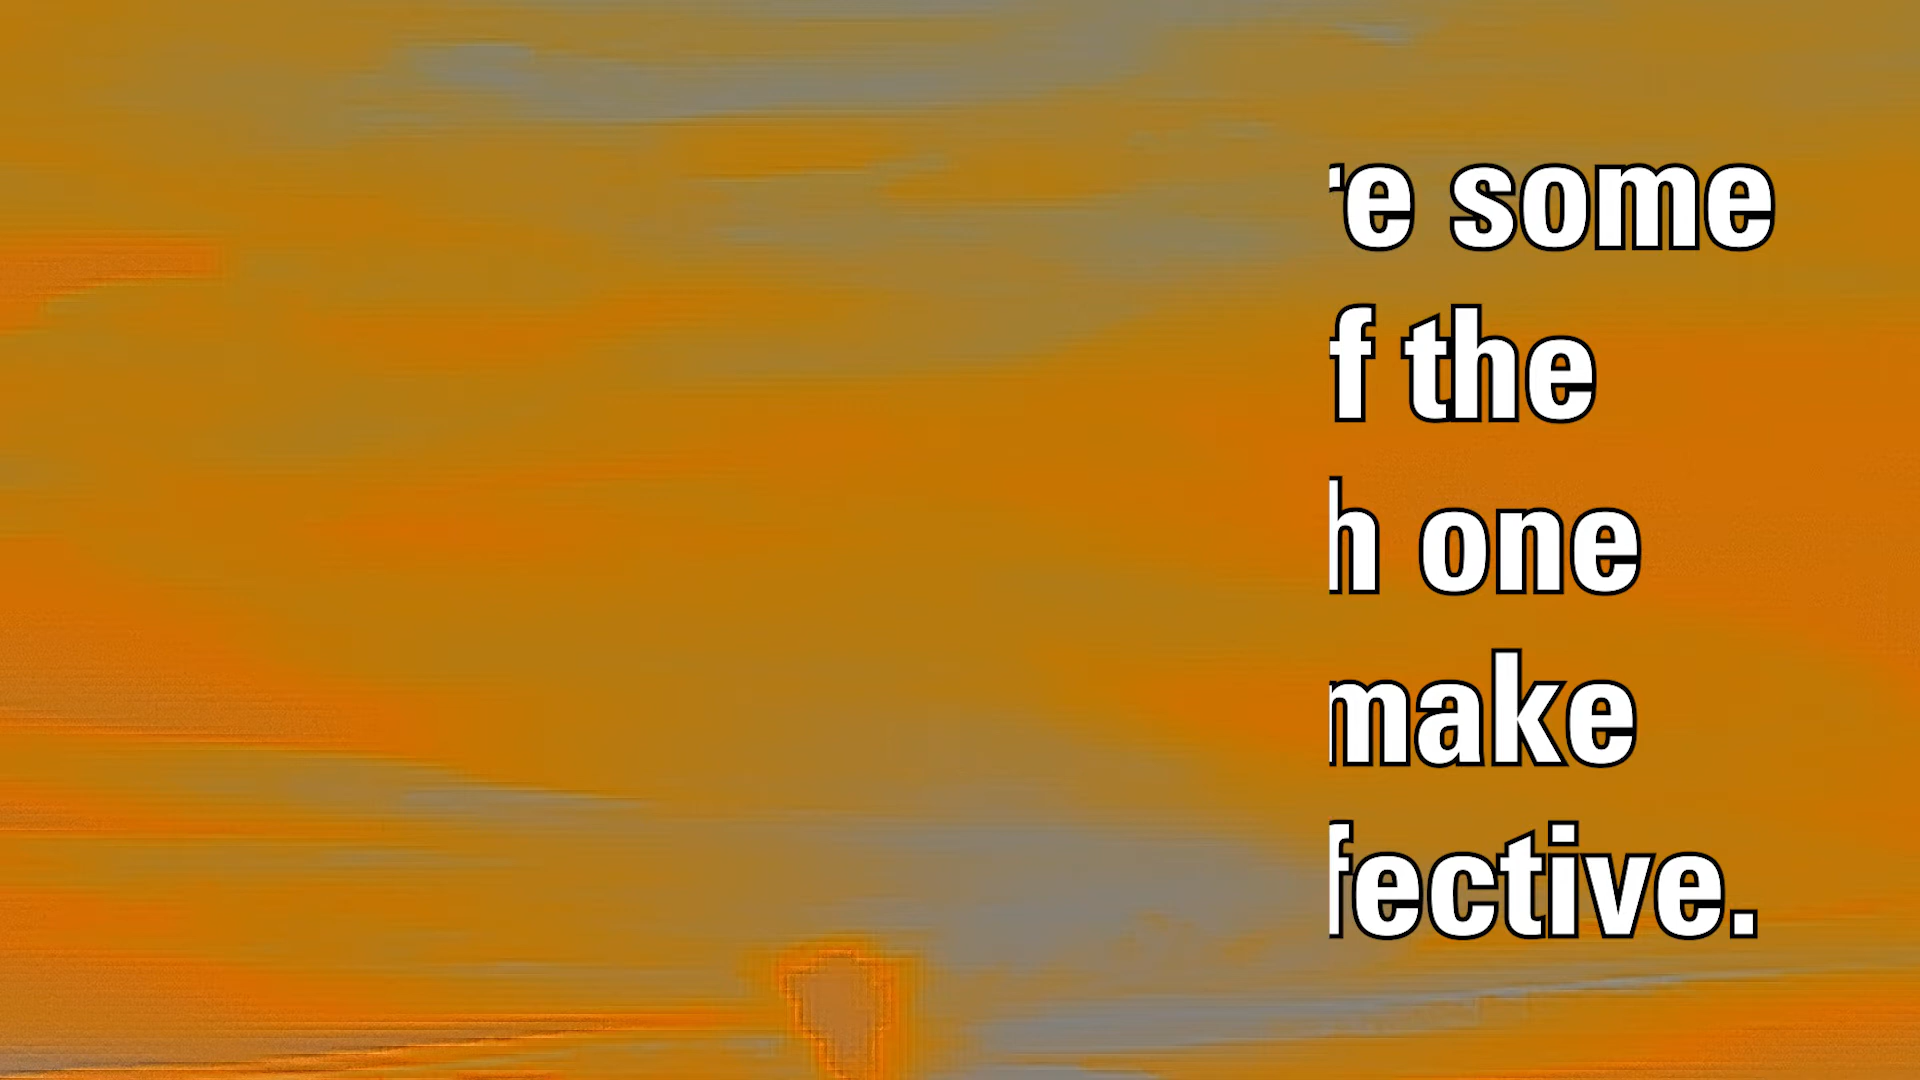 e some
f the
h one
make
fective.